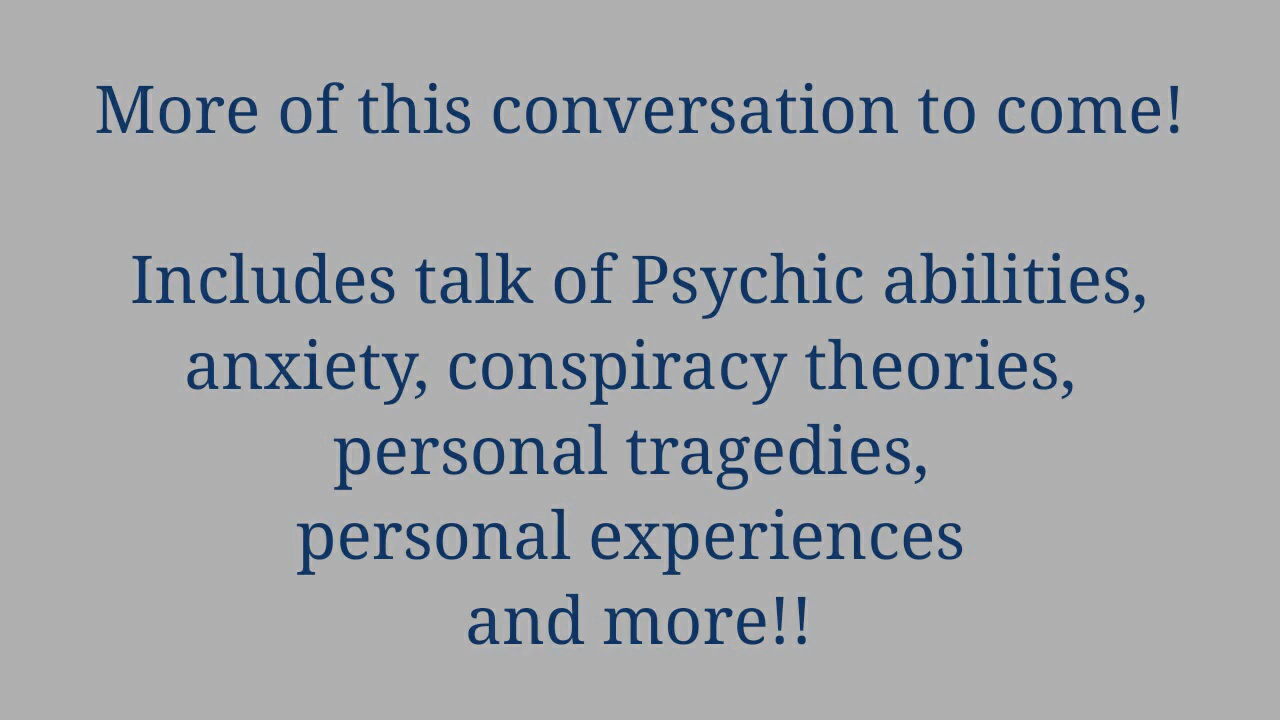 More of this conversation to come!
Includes talk of Psychic abilities,
anxiety, conspiracy theories,
personal tragedies,
personal experiences
and more!!